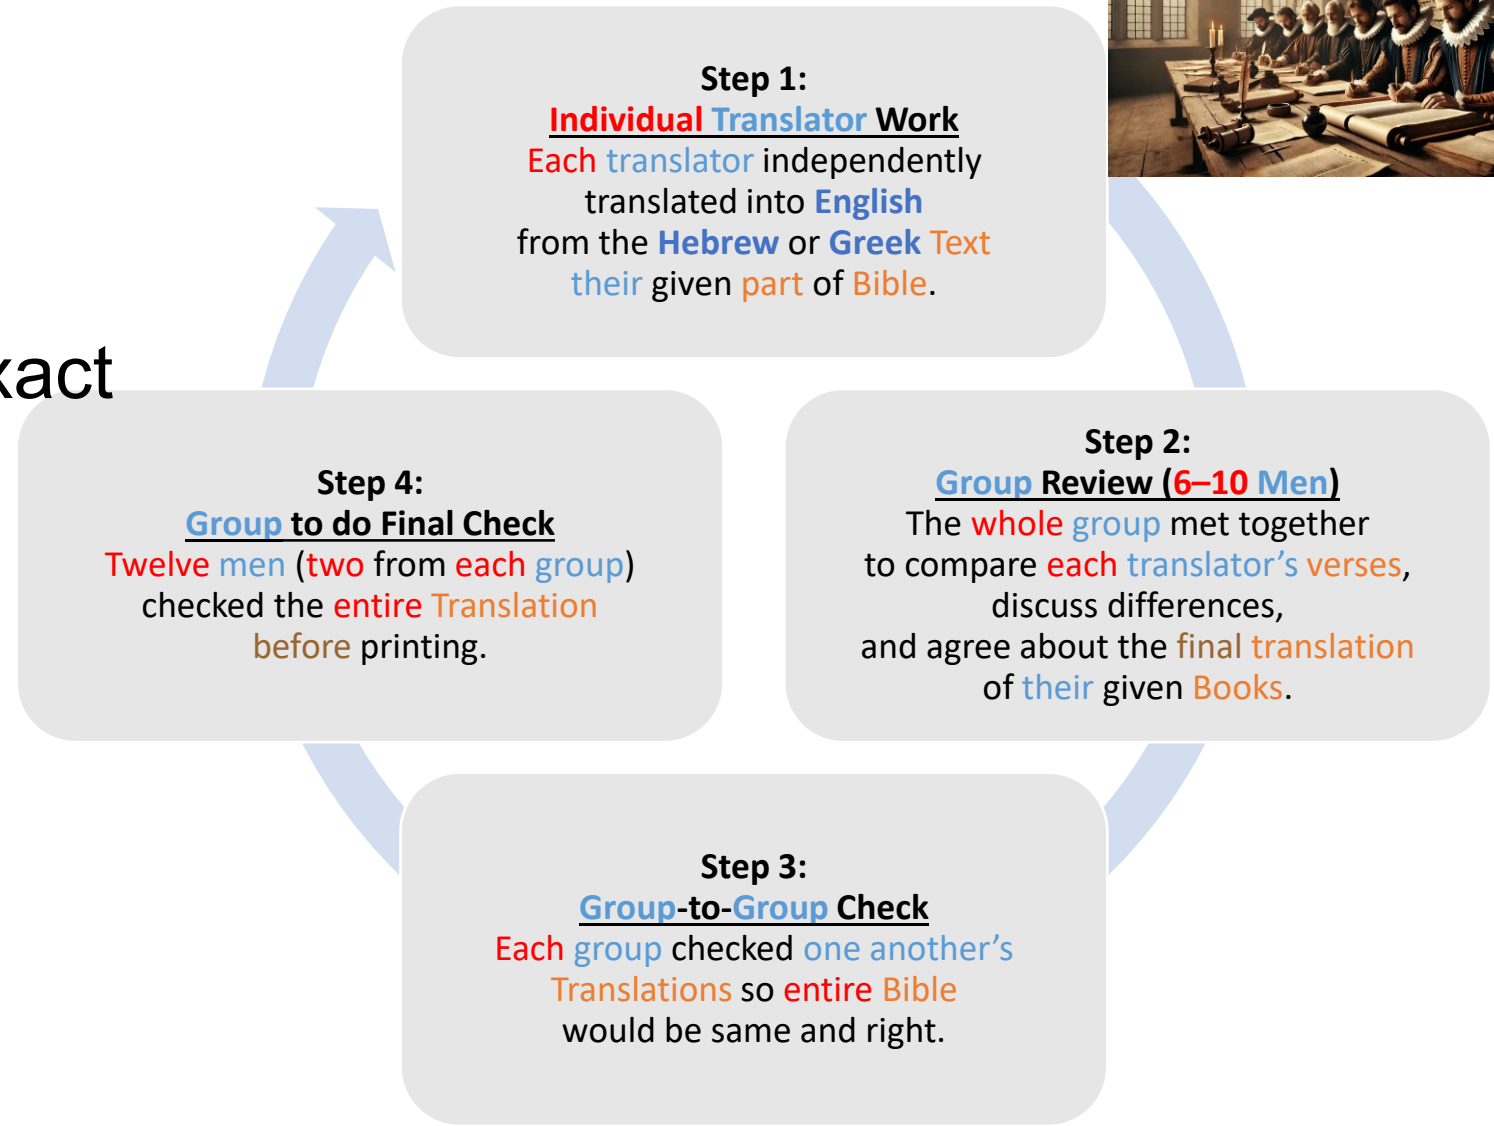 Step 1:
Individual Translator Work
Each translator independently
translated into English
from the Hebrew or Greek Text
their given part of Bible.
xact
Step 2:
Group Review (6–10 Men)
The whole group met together
to compare each translator’s verses,
discuss differences,
and agree about the final translation
of their given Books.
Step 3:
Group-to-Group Check
Each group checked one another’s
Translations so entire Bible
would be same and right.
Step 4:
Group to do Final Check
Twelve men (two from each group)
checked the entire Translation
before printing.